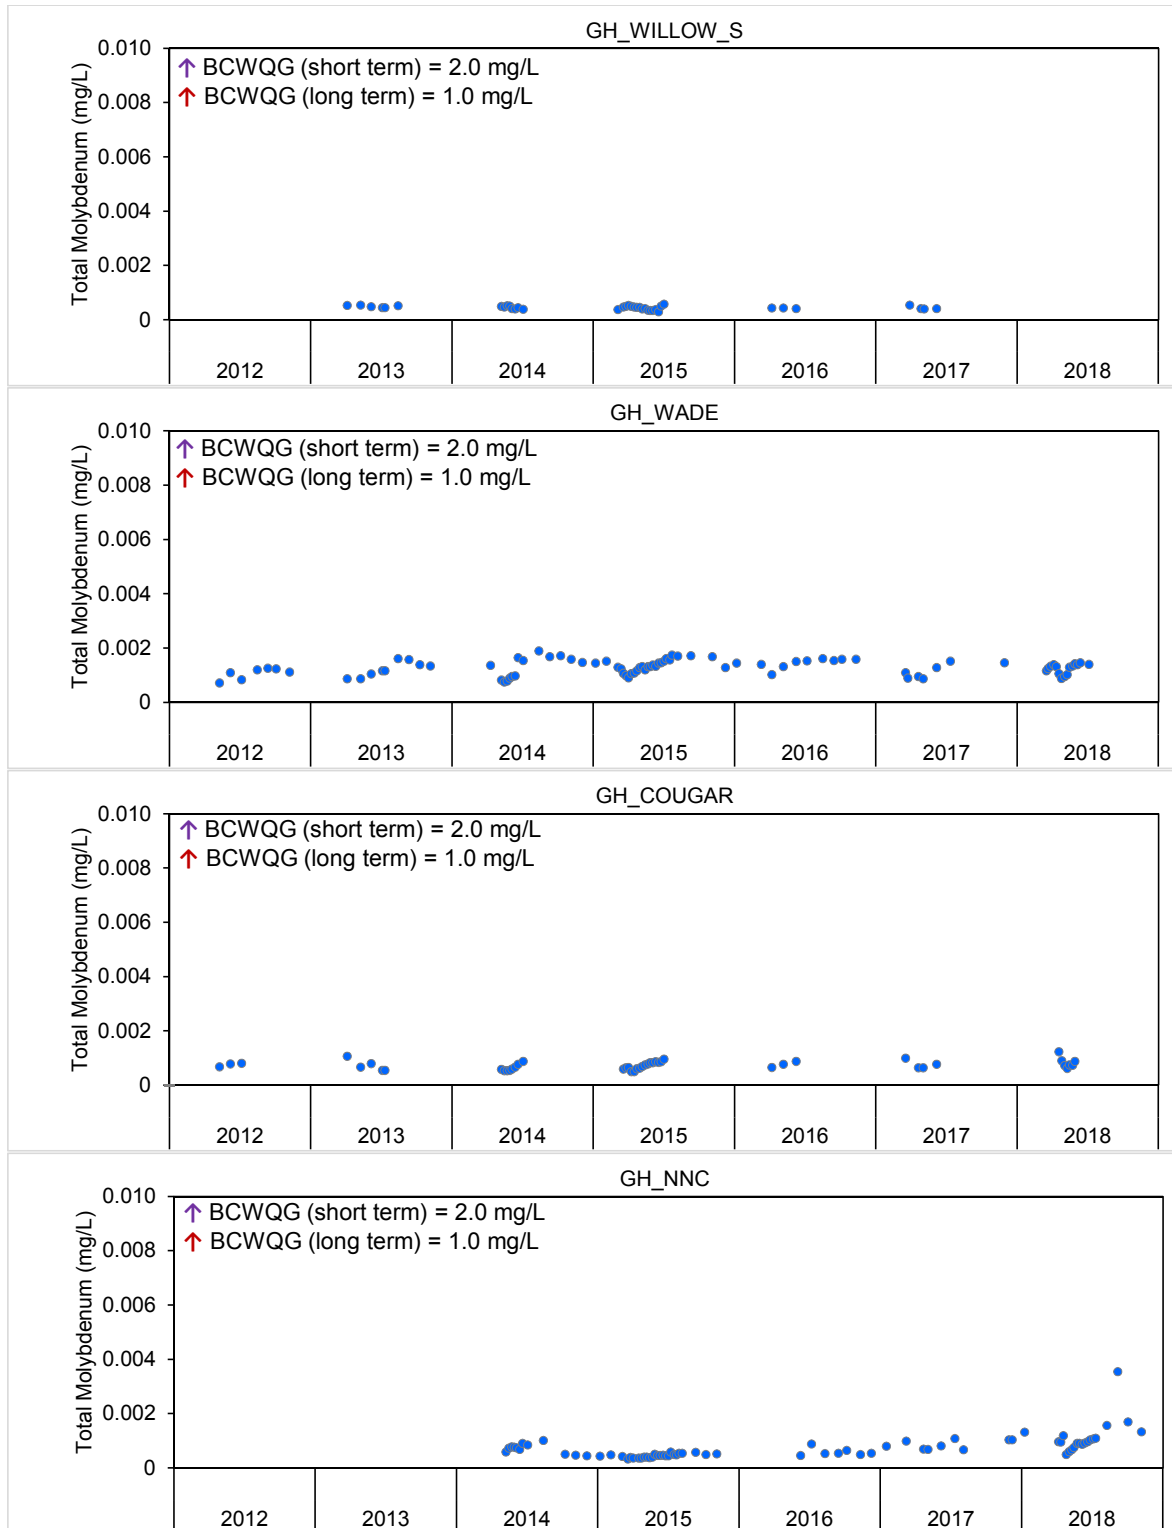 GH_WILLOW_S
0.010
↑ BCWQG (short term) = 2.0 mg/L
0.008
↑ BCWQG (long term) = 1.0 mg/L
0.006
0.004
0.002
0
Total Molybdenum (mg/L)
2012 2013 2014 2015 2016 2017 2018
GH_WADE
0.010
↑ BCWQG (short term) = 2.0 mg/L
0.008
↑ BCWQG (long term) = 1.0 mg/L
0.006
0.004
0.002
0
Total Molybdenum (mg/L)
2012 2013 2014 2015 2016 2017 2018
GH_COUGAR
0.010
↑ BCWQG (short term) = 2.0 mg/L
0.008
↑ BCWQG (long term) = 1.0 mg/L
0.006
0.004
0.002
0
Total Molybdenum (mg/L)
2012 2013 2014 2015 2016 2017 2018
GH_NNC
0.010
↑ BCWQG (short term) = 2.0 mg/L
0.008
↑ BCWQG (long term) = 1.0 mg/L
0.006
0.004
0.002
0
Total Molybdenum (mg/L)
2012 2013 2014 2015 2016 2017 2018